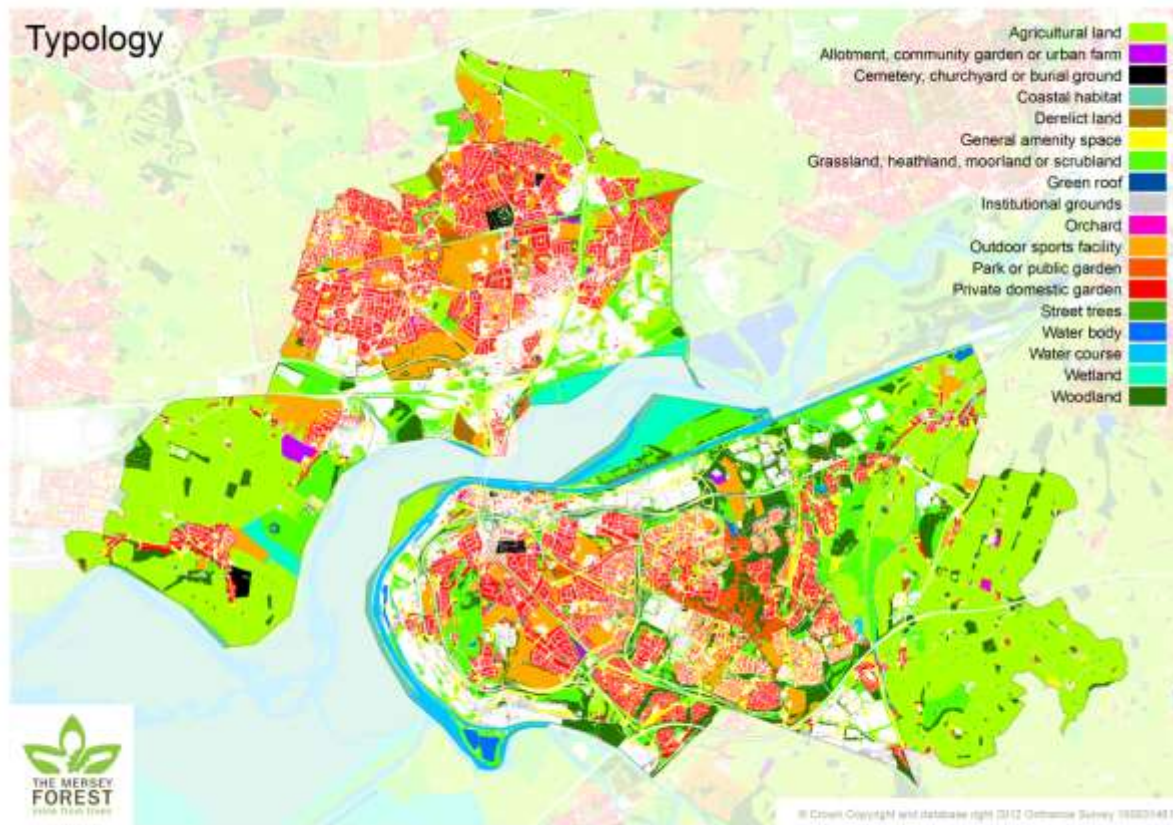 Typology
Agricultural land
Allotment, community garden or urban farm
Cemetery, churchyard or burial ground
Coastal habitat
Derelict land
General amenity space
Grassland, heathland, moorland or scrubland
Green roof
Institutional grounds
Orchard
Outdoor sports facility
Park or public garden
Private domestic garden
Street trees
Water body
Water course
Wetland
Woodland
THE MERSEY
FOREST
more from trees
© Crown Copyright and database right 2012 Ordnance Survey